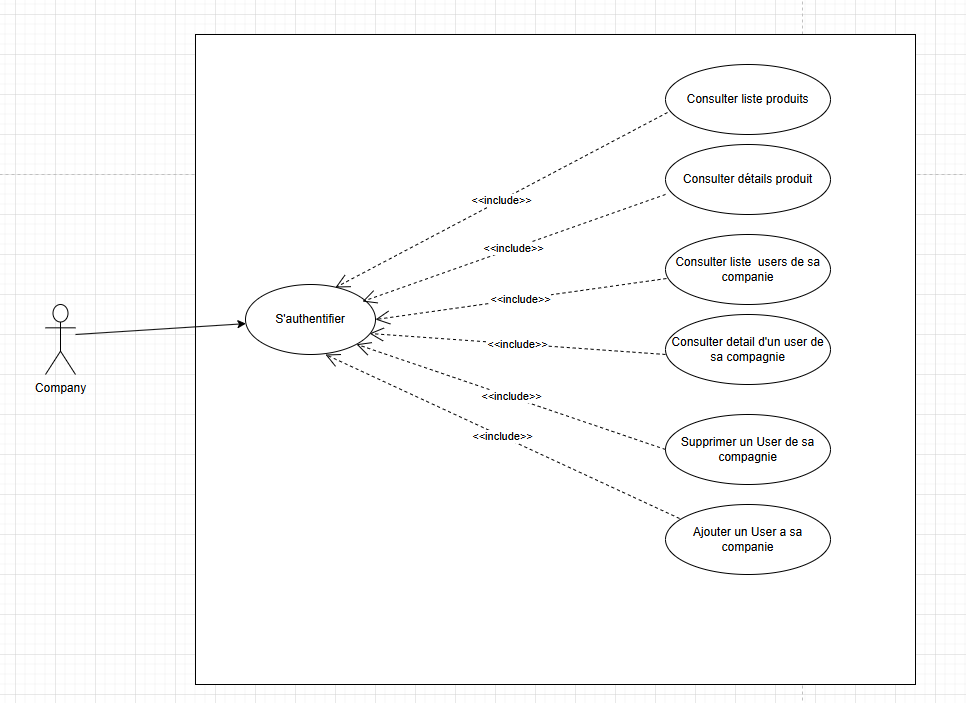 Consulter liste produits
Consulter détails produit
<<include>>
<<include>>
Consulter liste  users de sa
companie
<<include>>
S'authentifier
Consulter detail d'un user de
sa compagnie
<<include>>
Company
<<include>>
<<include>>
Supprimer un User de sa
compagnie
Ajouter un User a sa
companie